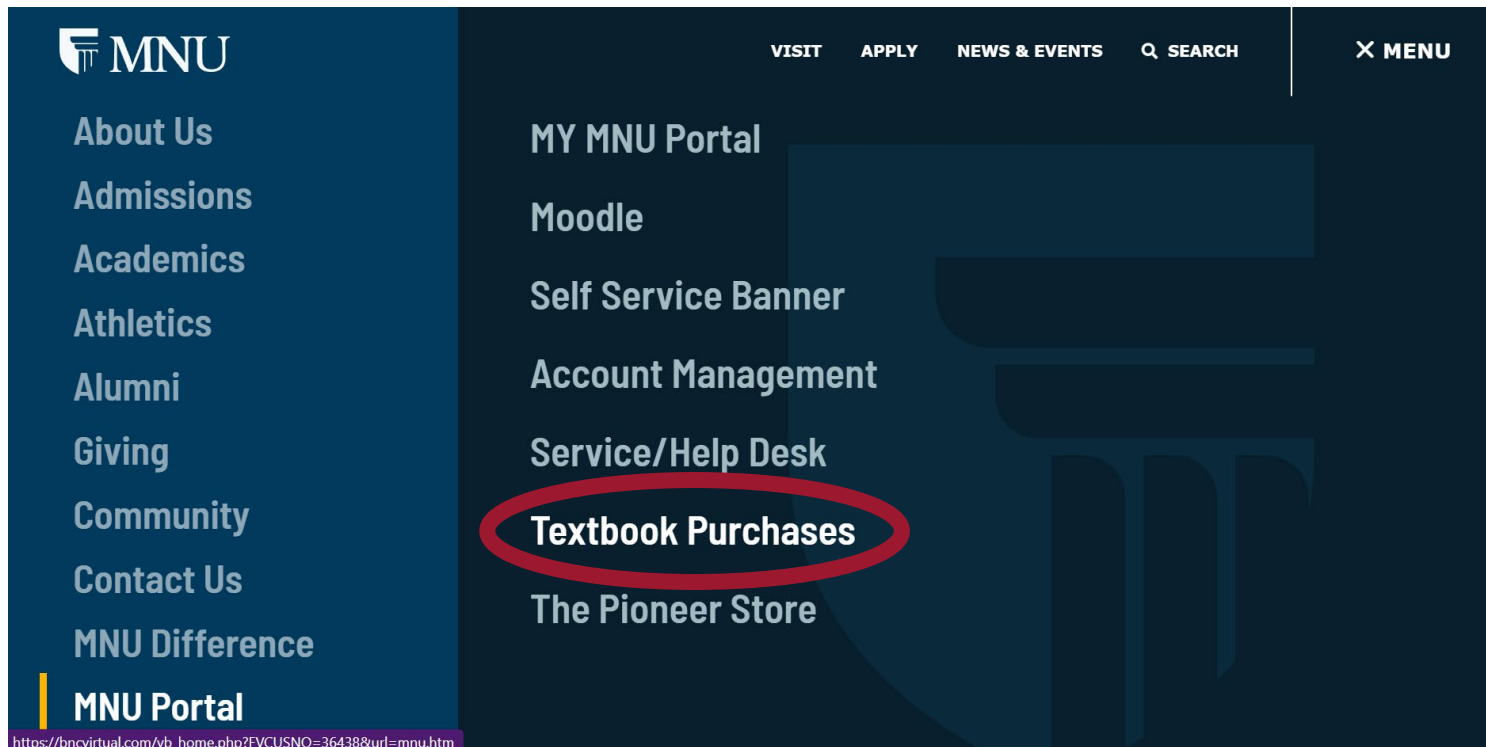 MNU
VISIT APPLY NEWS & EVENTS SEARCH MENU
About Us
Admissions
Academics
Athletics
Alumni
Giving
Community
Contact Us
MNU Difference
MNU Portal
MY MNU Portal
Moodle
Self Service Banner
Account Management
Service/Help Desk
Textbook Purchases
The Pioneer Store
https://bncvirtual.com/vb_home.php?FVCUSNO=36438&url=mnu.htm